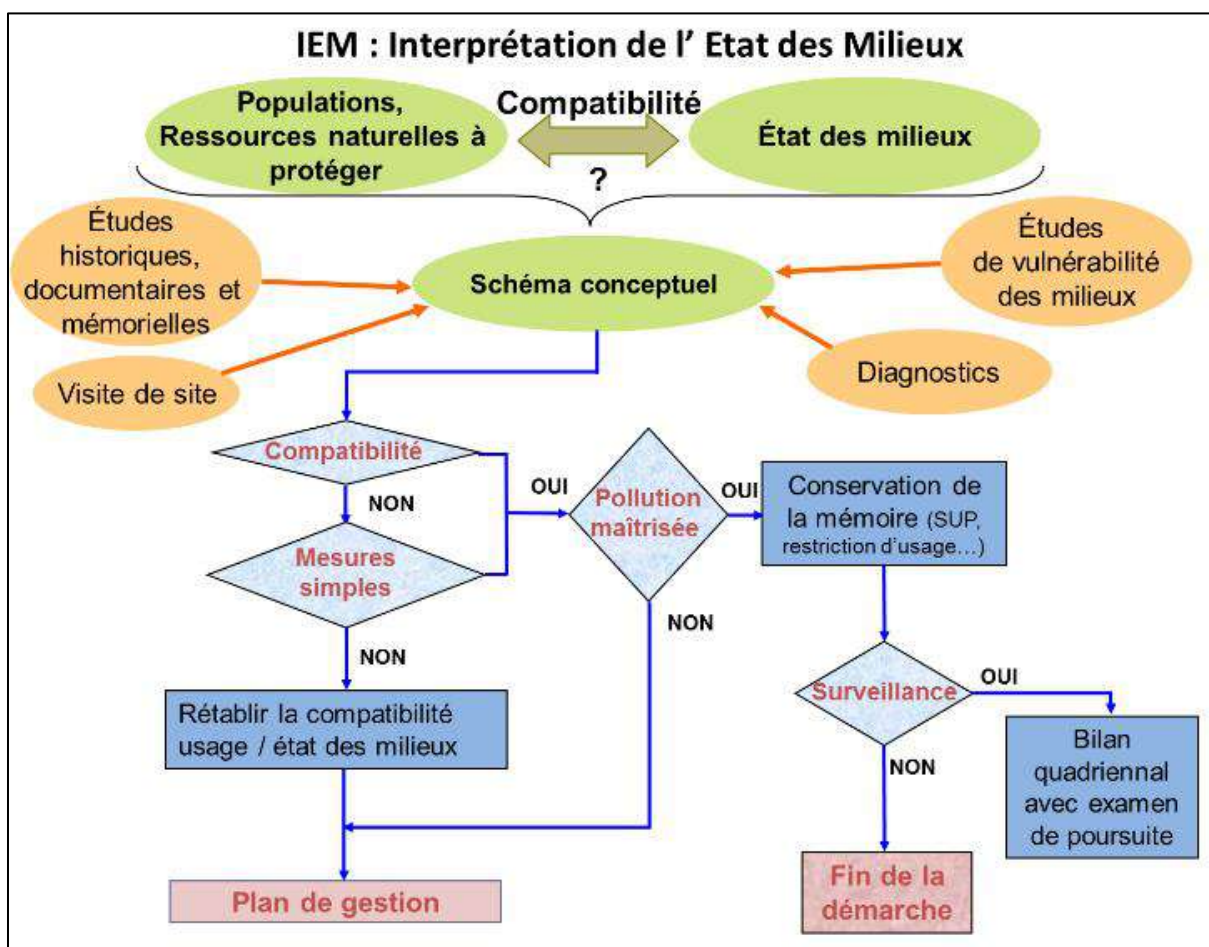 IEM : Interprétation de l’ Etat des Milieux
Populations,
Ressources naturelles à
protéger
Compatibilité
?
État des milieux
Études
historiques,
documentaires et
mémorielles
Schéma conceptuel
Études
de vulnérabilité
des milieux
Visite de site
Diagnostics
Compatibilité
NON
OUI
Mesures
simples
NON
Pollution
maîtrisée
OUI
NON
Conservation de
la mémoire (SUP,
restriction d’usage…)
Rétablir la compatibilité
usage / état des milieux
Surveillance
OUI
NON
Bilan
quadriennal
avec examen
de poursuite
Plan de gestion
Fin de la
démarche